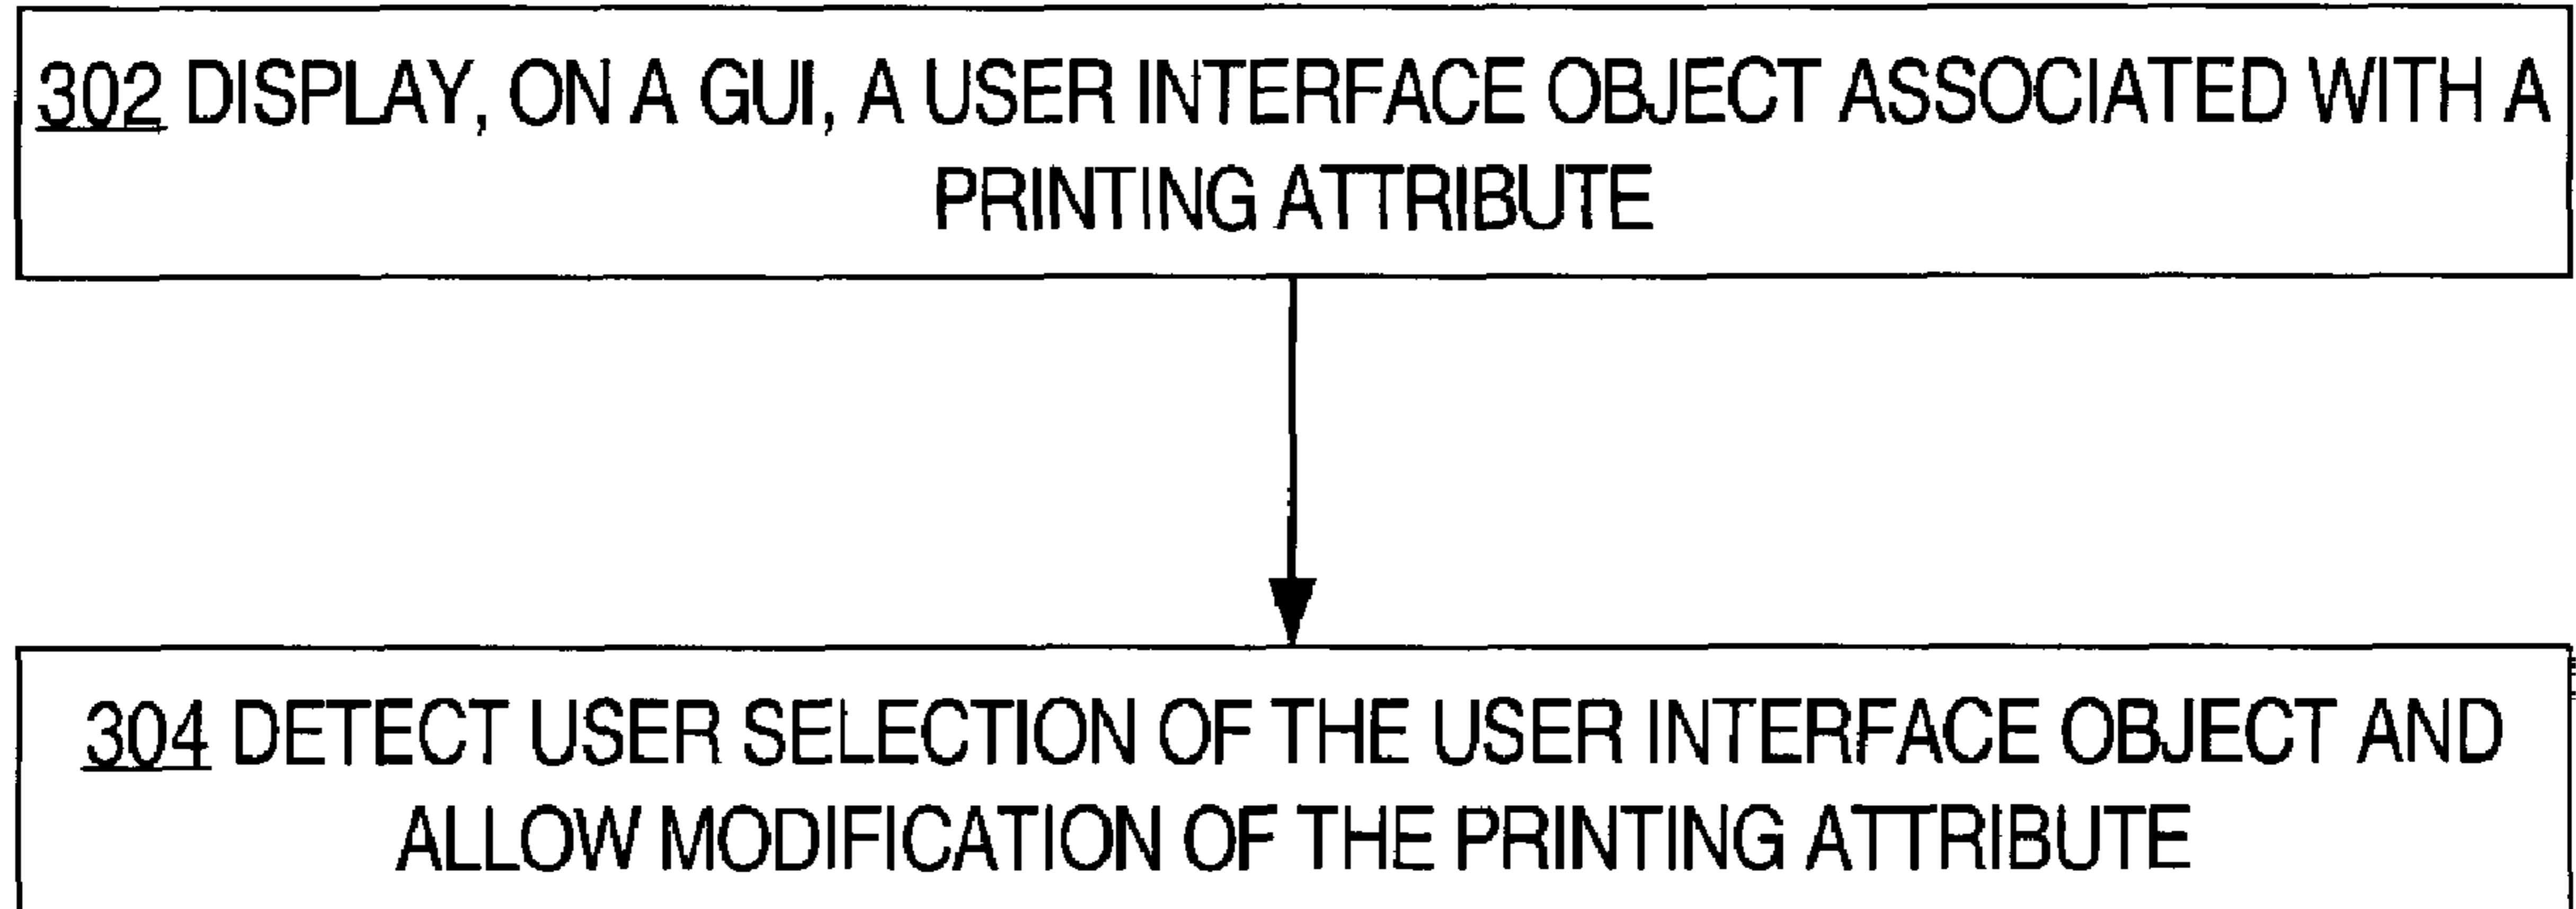 302 DISPLAY, ON A GUI, A USER INTERFACE OBJECT ASSOCIATED WITH A
PRINTING ATTRIBUTE
304 DETECT USER SELECTION OF THE USER INTERFACE OBJECT AND
ALLOW MODIFICATION OF THE PRINTING ATTRIBUTE